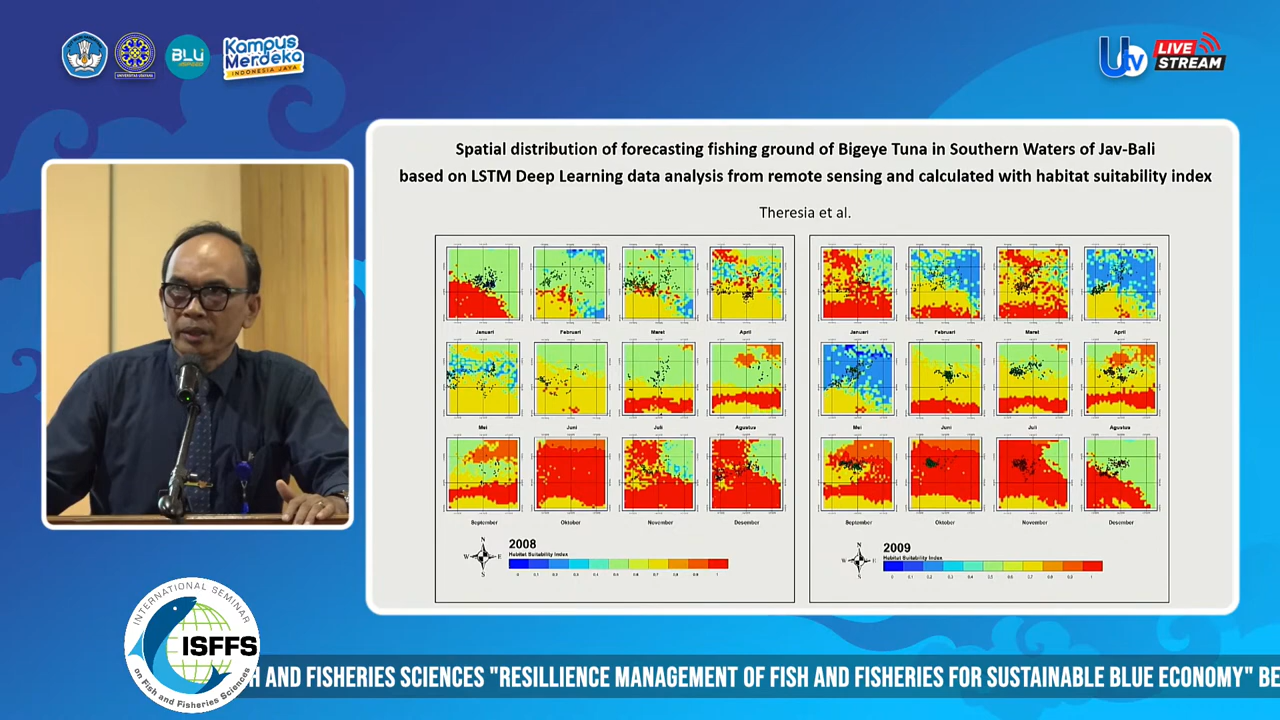 UNIVERSITAS UDAYANA
BLU
SPEED
Kampus
Merdeka
INDONESIA JAYA
U tv
LIVE
STREAM
Spatial distribution of forecasting fishing ground of Bigeye Tuna in Southern Waters of Jav-Bali
based on LSTM Deep Learning data analysis from remote sensing and calculated with habitat suitability index
Theresia et al.
Januari Februari Maret April
Mei Juni Juli Agustus
September Oktober November Desember
N
W E
S
2008
Habitat Suitability Index
Januari Februari Maret April
Mei Juni Juli Agustus
September Oktober November Desember
N
W E
S
2009
Habitat Suitability Index
INTERNATIONAL SEMINAR
ISFFS
on Fish and Fisheries Sciences
H AND FISHERIES SCIENCES "RESILLIENCE MANAGEMENT OF FISH AND FISHERIES FOR SUSTAINABLE BLUE ECONOMY" BE